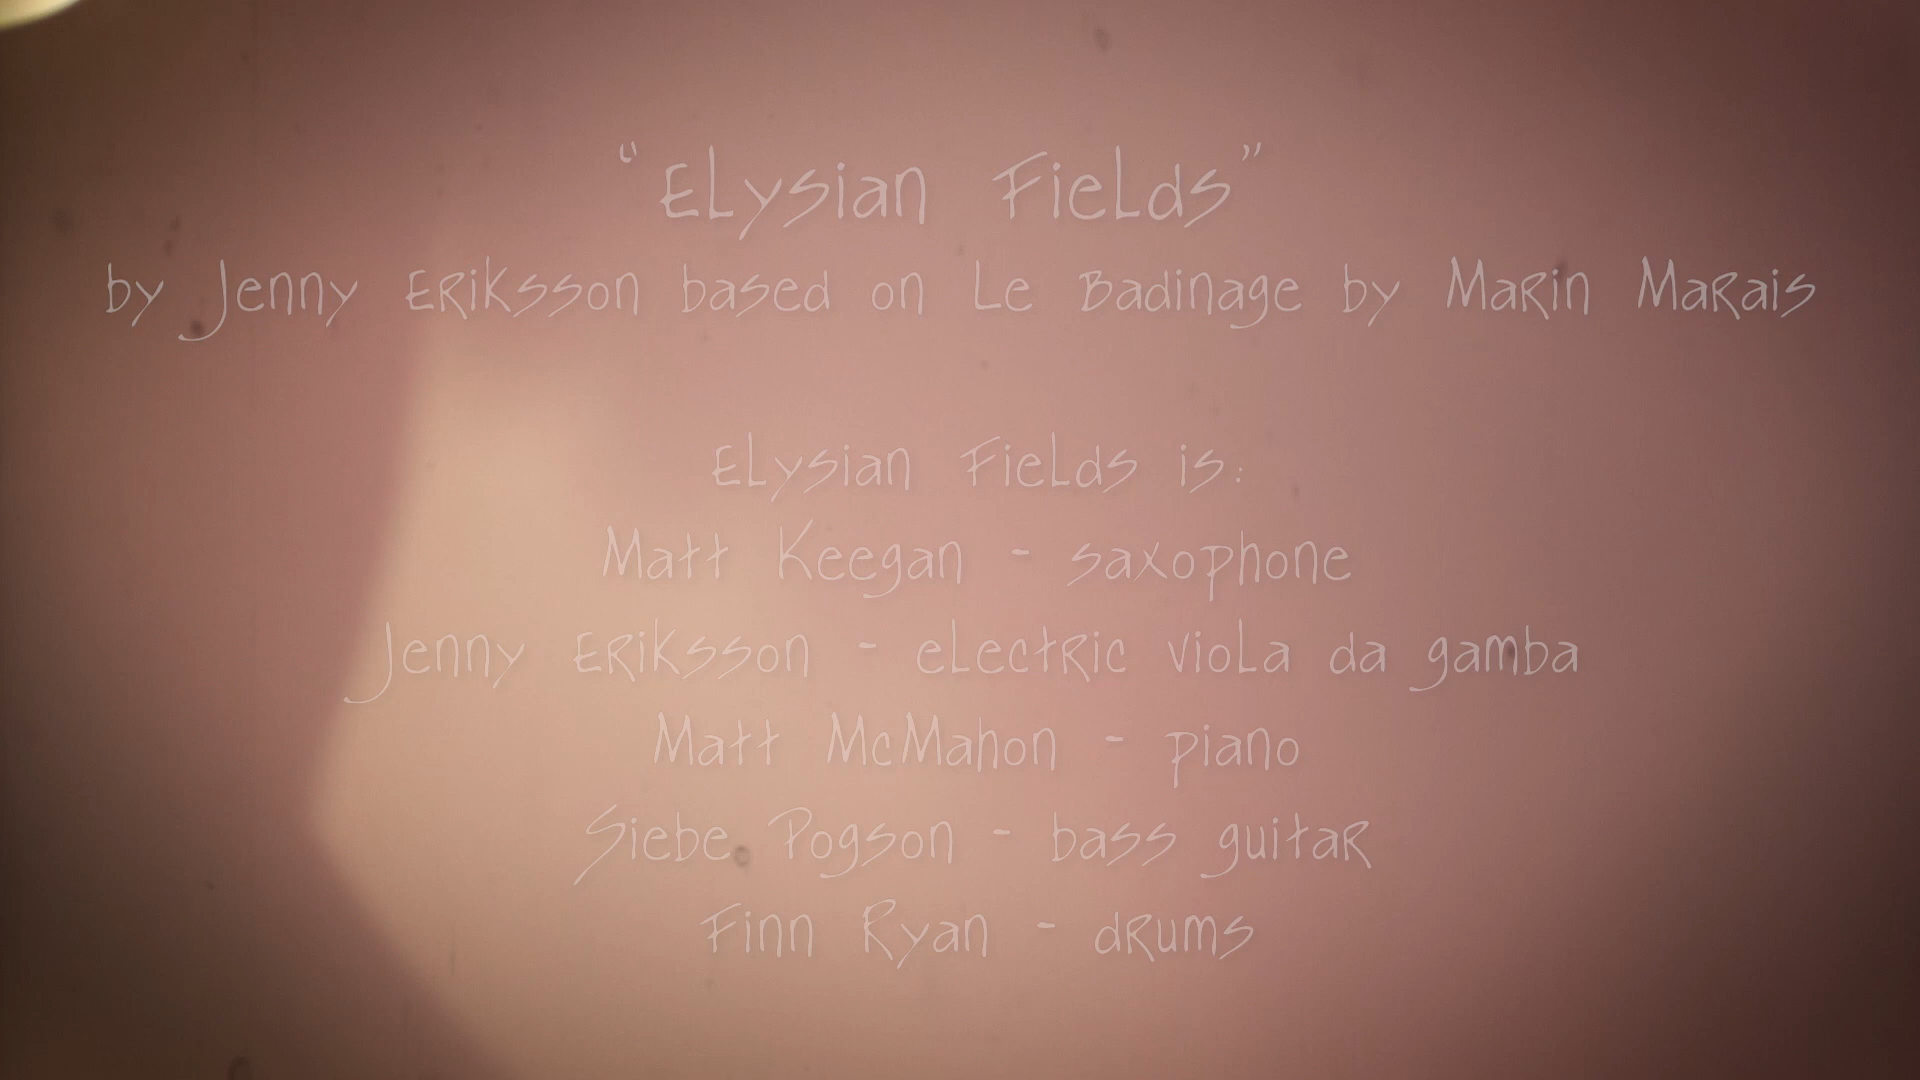 "Elysian Fields"
by Jenny Eriksson based on Le Badinage by Marin Marais
Elysian Fields is:
Matt Keegan - saxophone
Jenny Eriksson - electric viola da gamba
Matt McMahon - piano
Siebe Pogson - bass guitar
Finn Ryan - drums